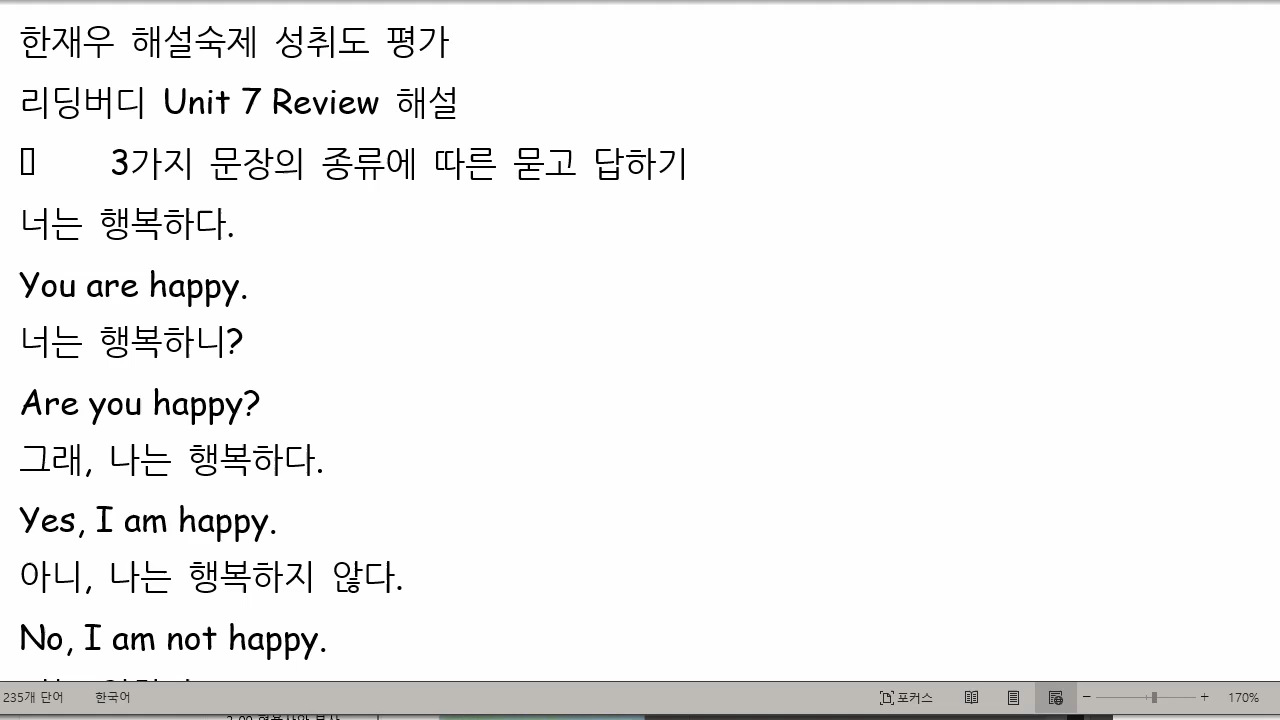 한재우 해설숙제 성취도 평가
리딩버디 Unit 7 Review 해설
3가지 문장의 종류에 따른 묻고 답하기
너는 행복하다.
You are happy.
너는 행복하니?
Are you happy?
그래, 나는 행복하다.
Yes, I am happy.
아니, 나는 행복하지 않다.
No, I am not happy.
235개 단어 한국어 포커스 170%